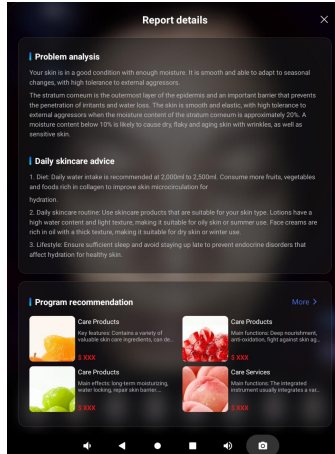 Report details
Problem analysis
Your skin is in a good condition with enough moisture. It is smooth and able to adapt to seasonal
changes, with high tolerance to external aggressors.
The stratum corneum is the outermost layer of the epidermis and an important barrier that prevents
the penetration of irritants and water loss. The skin is smooth and elastic, with high tolerance to
external aggressors when the moisture content of the stratum corneum is approximately 20%. A
moisture content below 10% is likely to cause dry, flaky and aging skin with wrinkles, as well as
sensitive skin.
Daily skincare advice
1. Diet: Daily water intake is recommended at 2,000ml to 2,500ml. Consume more fruits, vegetables
and foods rich in collagen to improve skin microcirculation for
hydration.
2. Daily skincare routine: Use skincare products that are suitable for your skin type. Lotions have a
high water content and light texture, making it suitable for oily skin or summer use. Face creams are
rich in oil with a thick texture, making it suitable for dry skin or winter use.
3. Lifestyle: Ensure sufficient sleep and avoid staying up late to prevent endocrine disorders that
affect hydration for healthy skin.
Program recommendation
More >
Care Products
Key features: Contains a variety of
valuable skin care ingredients, can de...
$ XXX
Care Products
Main functions: Deep nourishment,
anti-oxidation, fight against skin ag...
$ XXX
Care Products
Main effects: long-term moisturizing,
water locking, repair skin barrier...
$ XXX
Care Services
Main functions: The integrated
instrument usually integrates a var...
$ XXX